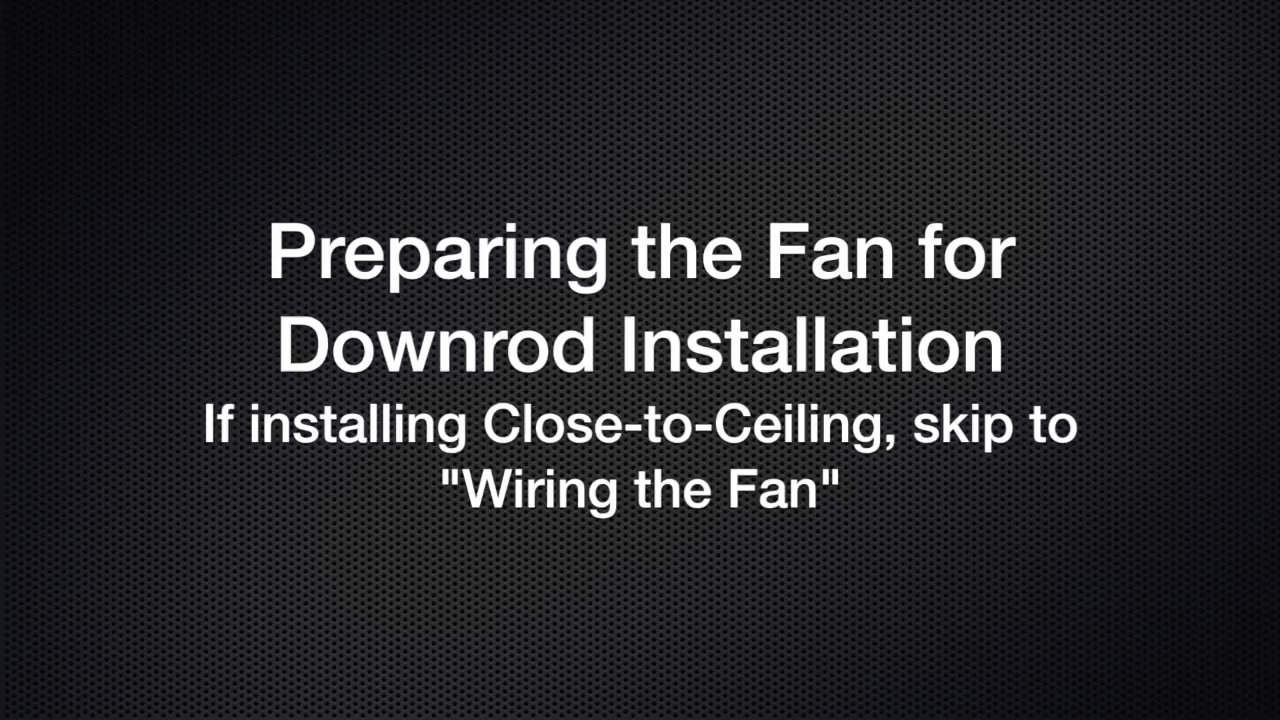 Preparing the Fan for
Downrod Installation
If installing Close-to-Ceiling, skip to
"Wiring the Fan"